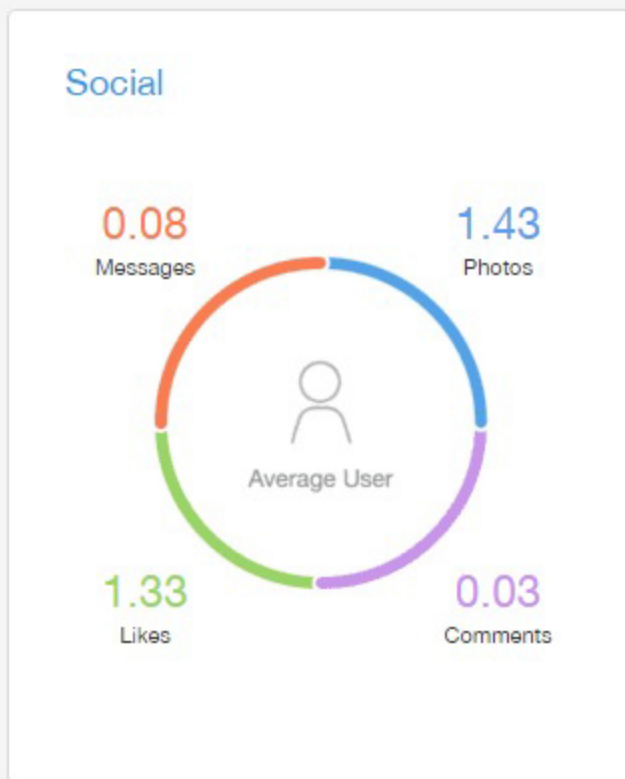 Social
0.08
Messages
1.43
Photos
Average User
1.33
Likes
0.03
Comments